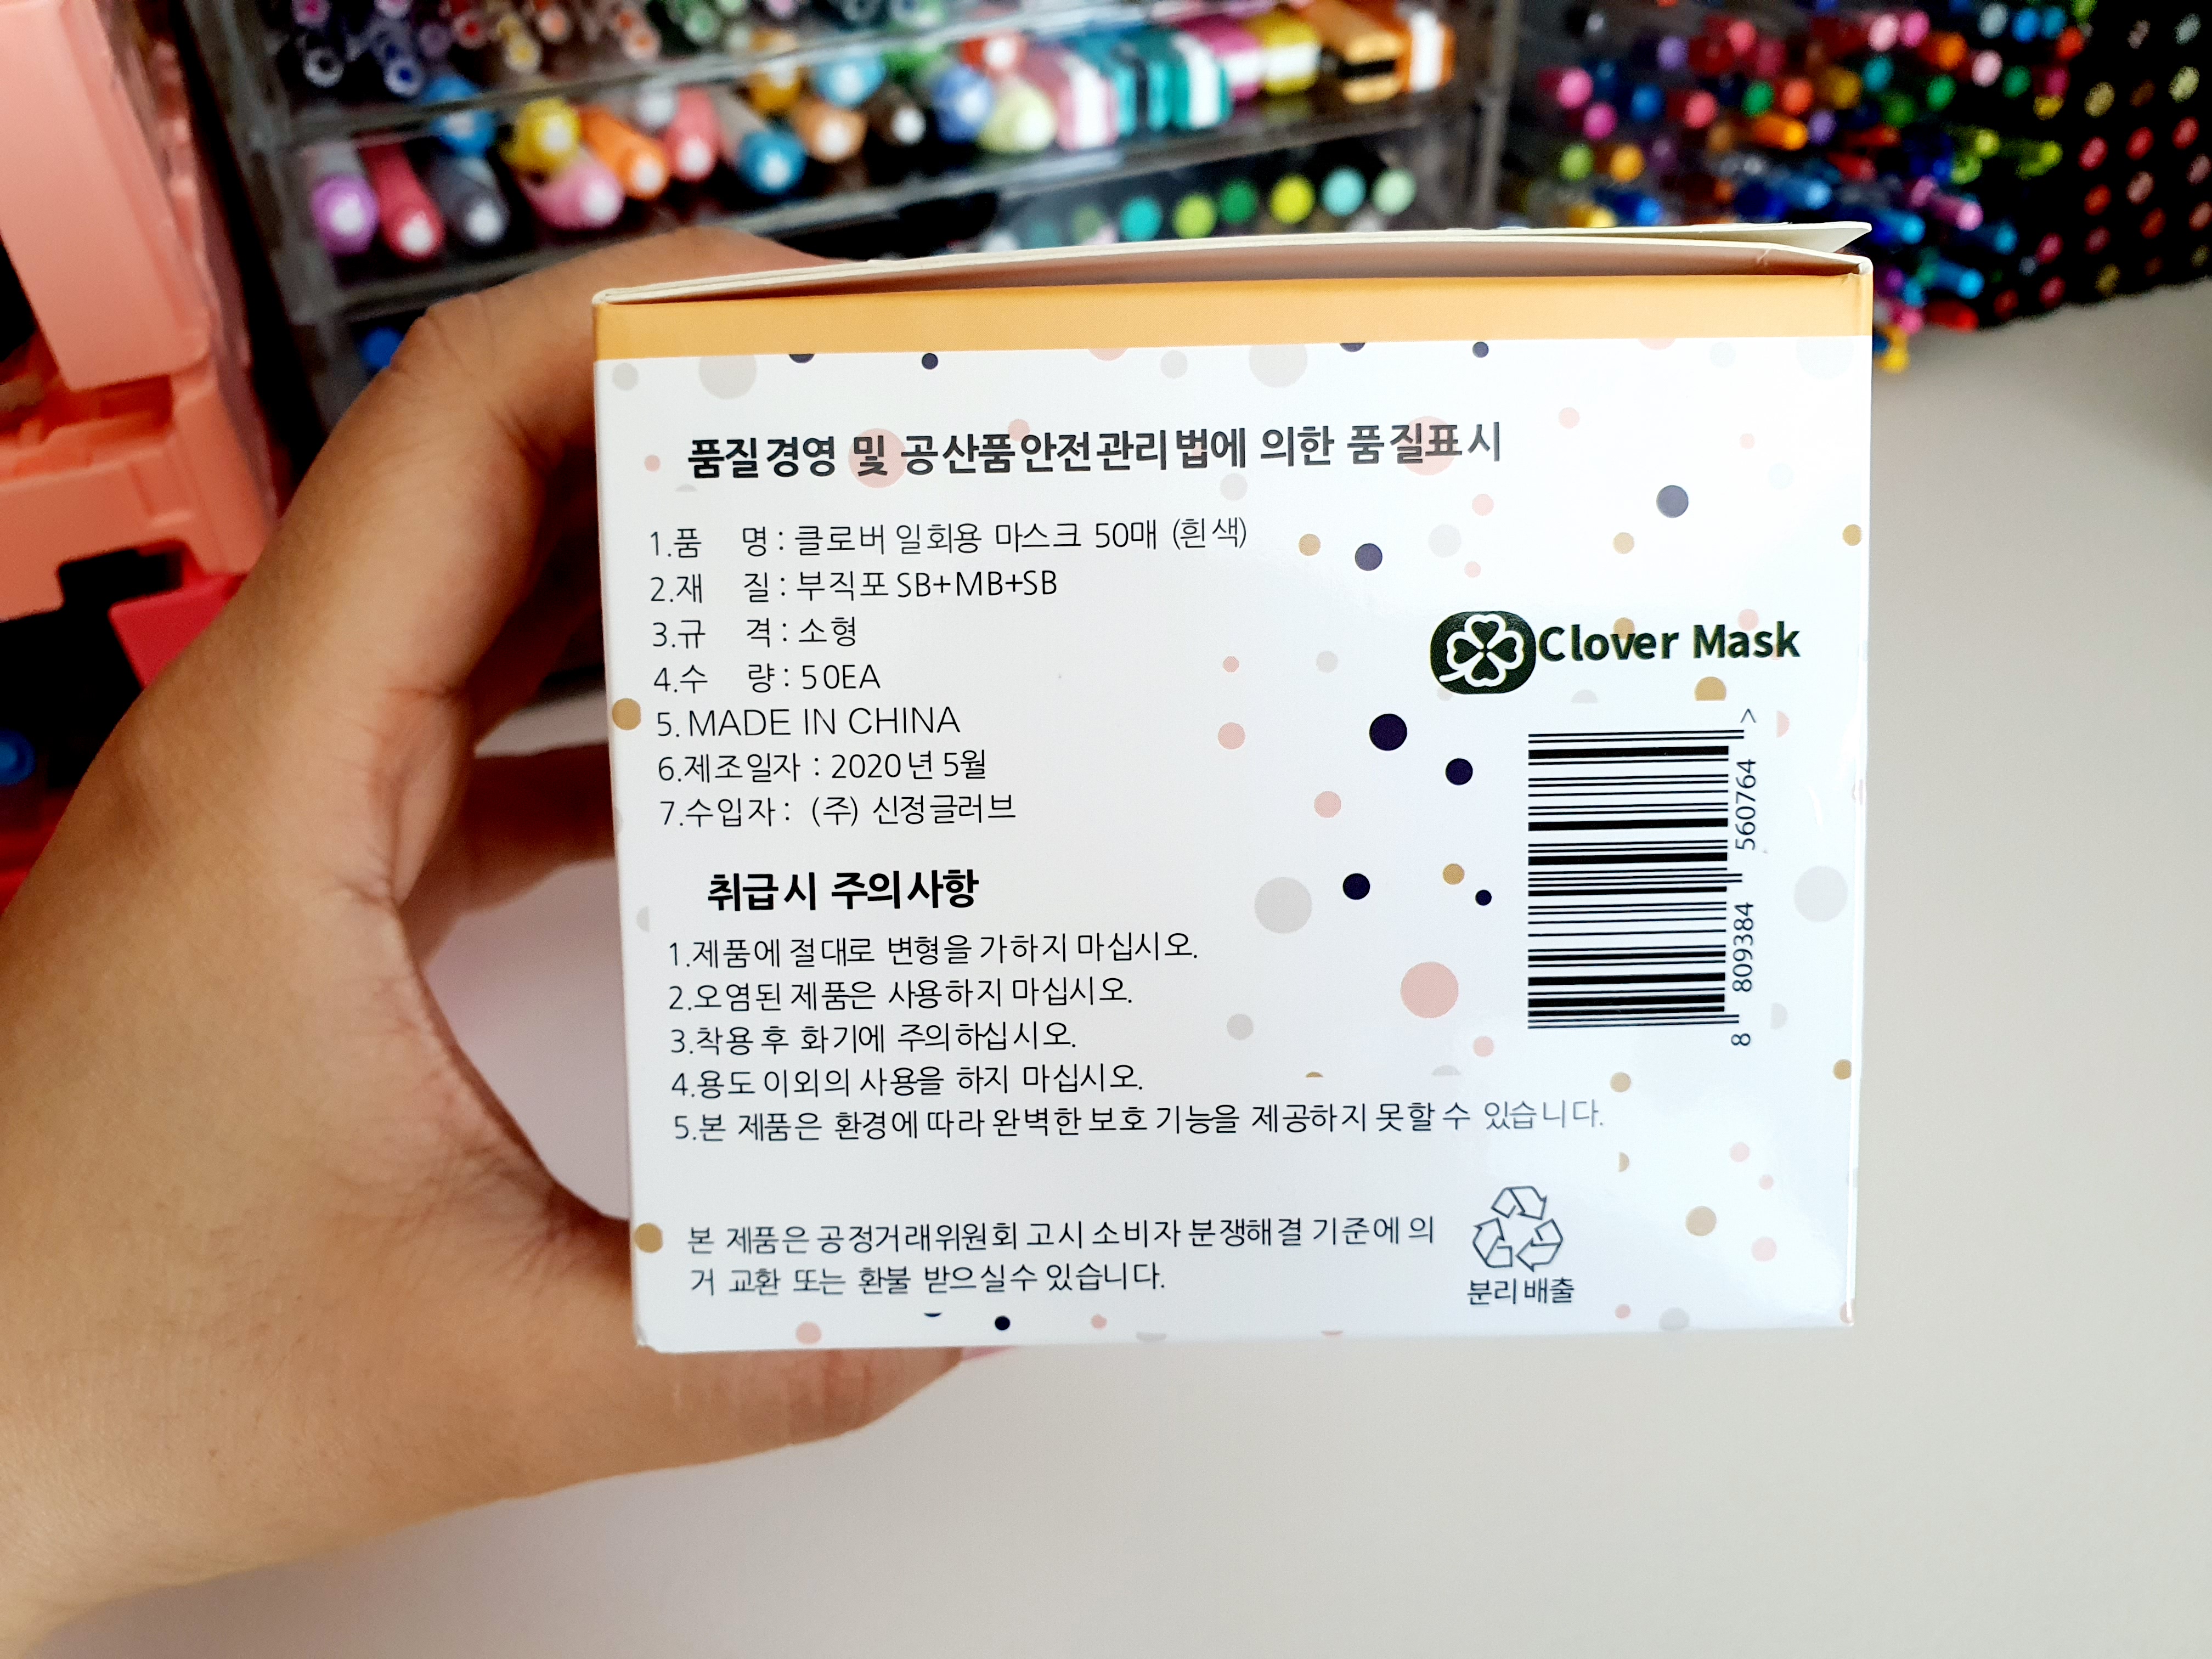 품질경영 및 공산품안전관리법에 의한 품질표시
1.품 명 : 클로버 일회용 마스크 50매 (흰색)
2.재 질 : 부직포 SB+MB+SB
3.규 격 : 소형
4.수 량 : 50EA
5. MADE IN CHINA
6.제조일자 : 2020년 5월
7.수입자 : (주) 신정글러브
Clover Mask
8 809384 560764 >
취급시 주의사항
1.제품에 절대로 변형을 가하지 마십시오.
2.오염된 제품은 사용하지 마십시오.
3.착용 후 화기에 주의하십시오.
4.용도 이외의 사용을 하지 마십시오.
5.본 제품은 환경에 따라 완벽한 보호 기능을 제공하지 못할 수 있습니다.
본 제품은 공정거래위원회 고시 소비자 분쟁해결 기준에 의
거 교환 또는 환불 받으실수 있습니다.
분리배출